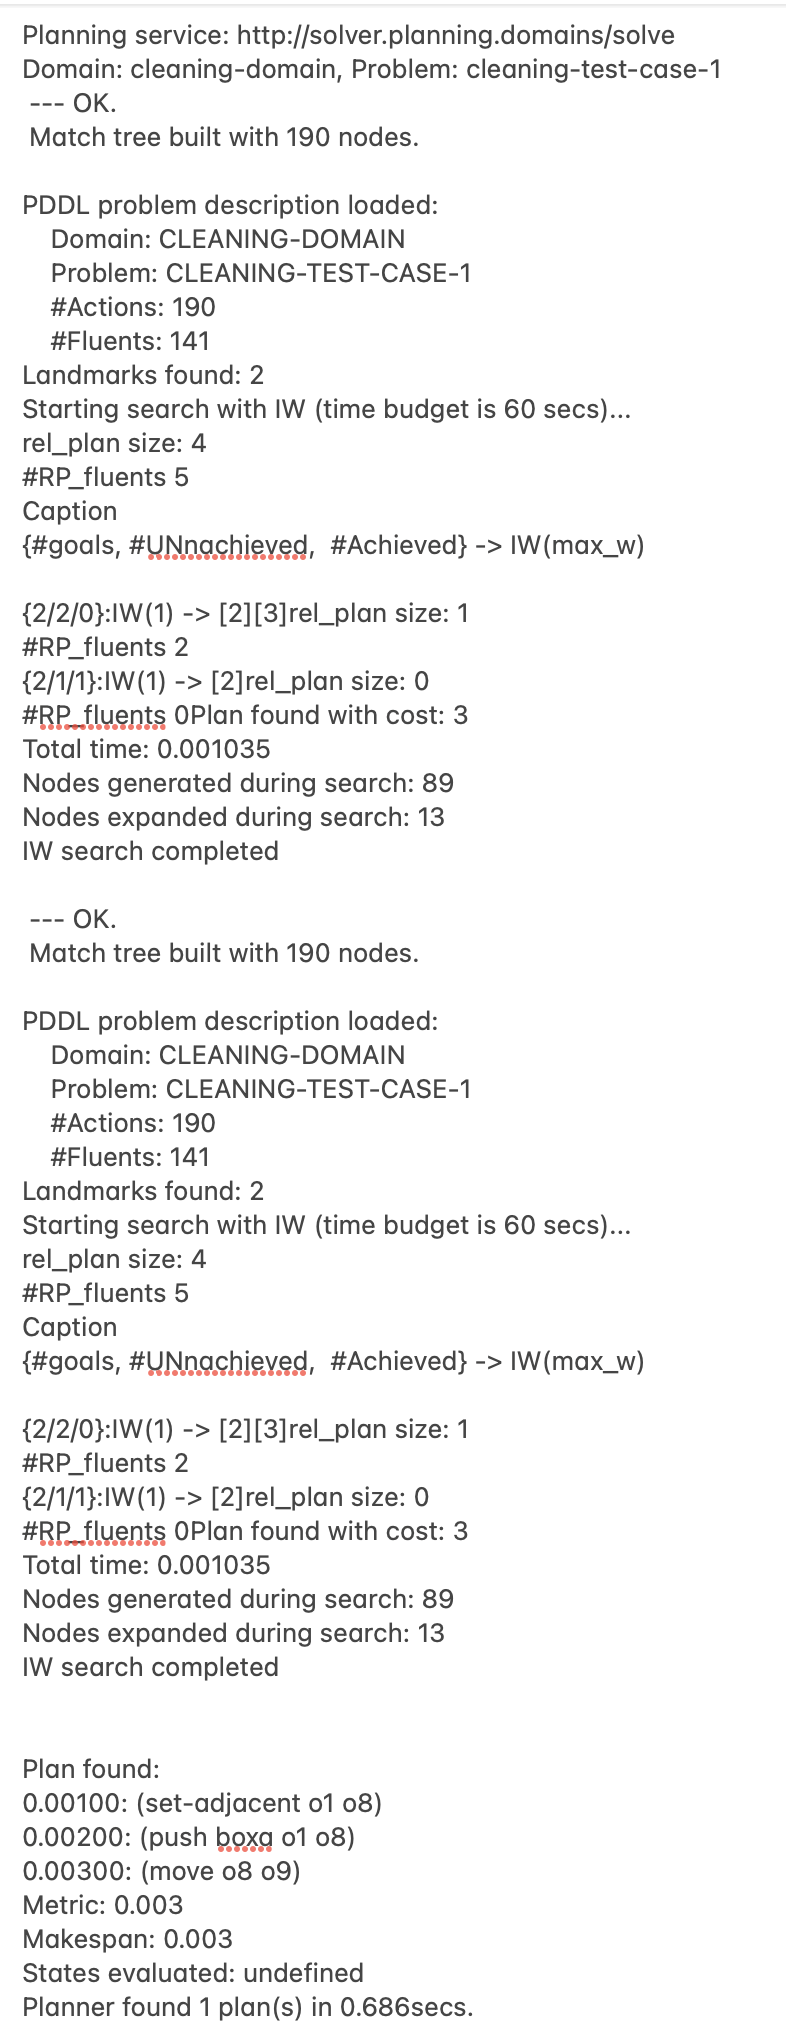 Planning service: http://solver.planning.domains/solve
Domain: cleaning-domain, Problem: cleaning-test-case-1
--- OK.
Match tree built with 190 nodes.
PDDL problem description loaded:
Domain: CLEANING-DOMAIN
Problem: CLEANING-TEST-CASE-1
#Actions: 190
#Fluents: 141
Landmarks found: 2
Starting search with IW (time budget is 60 secs)...
rel_plan size: 4
#RP_fluents 5
Caption
{#goals, #UNnachieved,  #Achieved} -> IW(max_w)
{2/2/0}:IW(1) -> [2][3]rel_plan size: 1
#RP_fluents 2
{2/1/1}:IW(1) -> [2]rel_plan size: 0
#RP_fluents 0Plan found with cost: 3
Total time: 0.001035
Nodes generated during search: 89
Nodes expanded during search: 13
IW search completed
--- OK.
Match tree built with 190 nodes.
PDDL problem description loaded:
Domain: CLEANING-DOMAIN
Problem: CLEANING-TEST-CASE-1
#Actions: 190
#Fluents: 141
Landmarks found: 2
Starting search with IW (time budget is 60 secs)...
rel_plan size: 4
#RP_fluents 5
Caption
{#goals, #UNnachieved,  #Achieved} -> IW(max_w)
{2/2/0}:IW(1) -> [2][3]rel_plan size: 1
#RP_fluents 2
{2/1/1}:IW(1) -> [2]rel_plan size: 0
#RP_fluents 0Plan found with cost: 3
Total time: 0.001035
Nodes generated during search: 89
Nodes expanded during search: 13
IW search completed
Plan found:
0.00100: (set-adjacent o1 o8)
0.00200: (push boxa o1 o8)
0.00300: (move o8 o9)
Metric: 0.003
Makespan: 0.003
States evaluated: undefined
Planner found 1 plan(s) in 0.686secs.